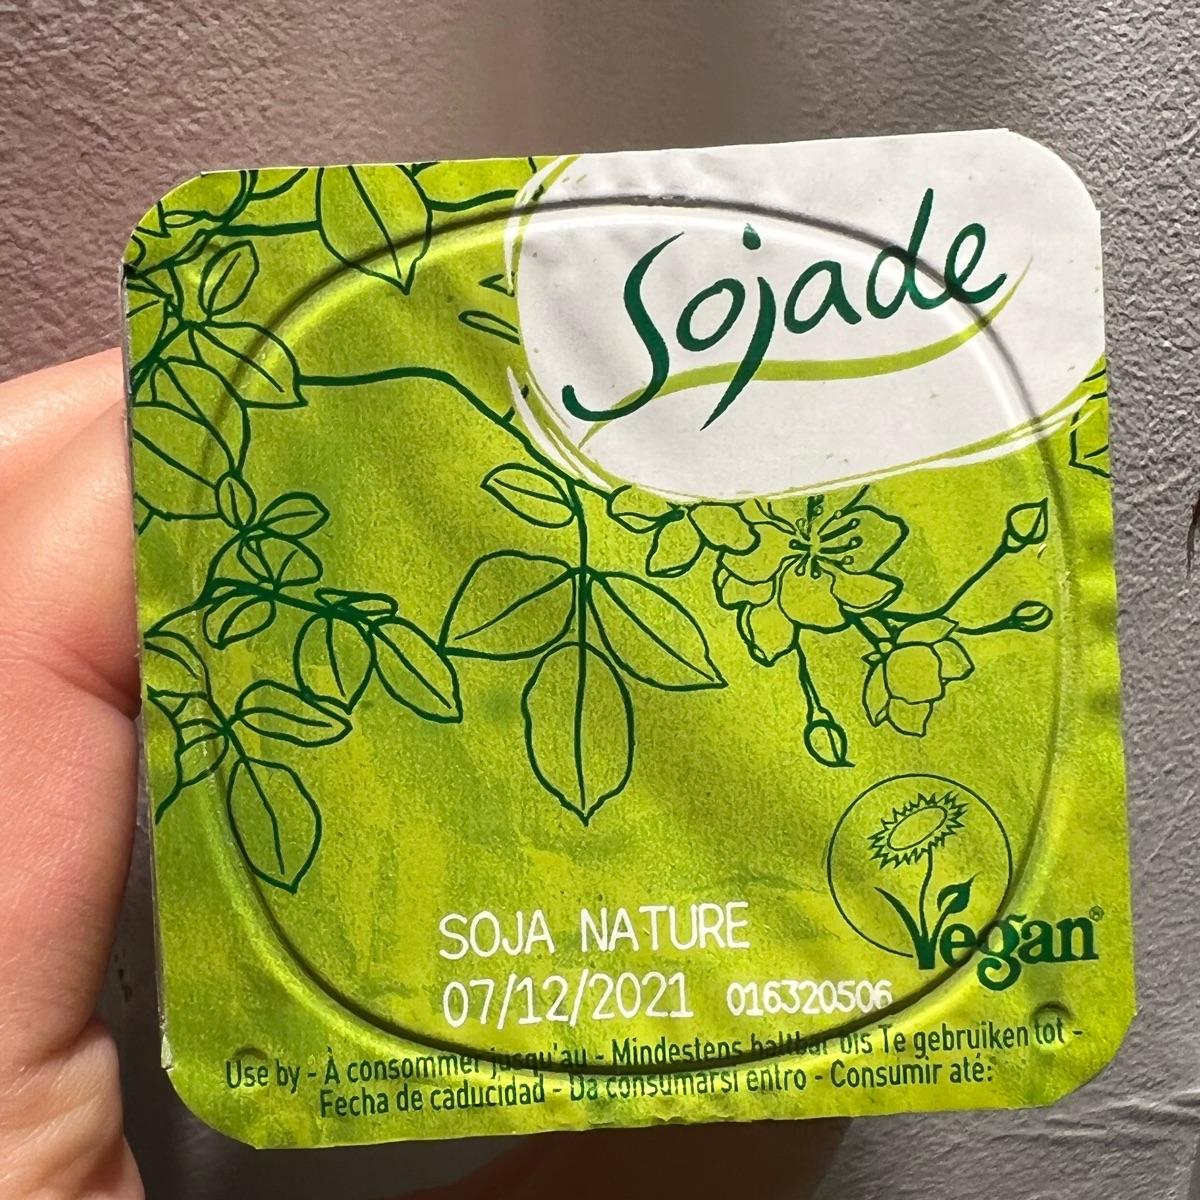 Sojade
Vegan®
SOJA NATURE
07/12/2021 016320506
Use by - À consommer jusqu'au - Mindestens haltbar bis Te gebruiken tot -
Fecha de caducidad - Da consumarsi entro - Consumir até: